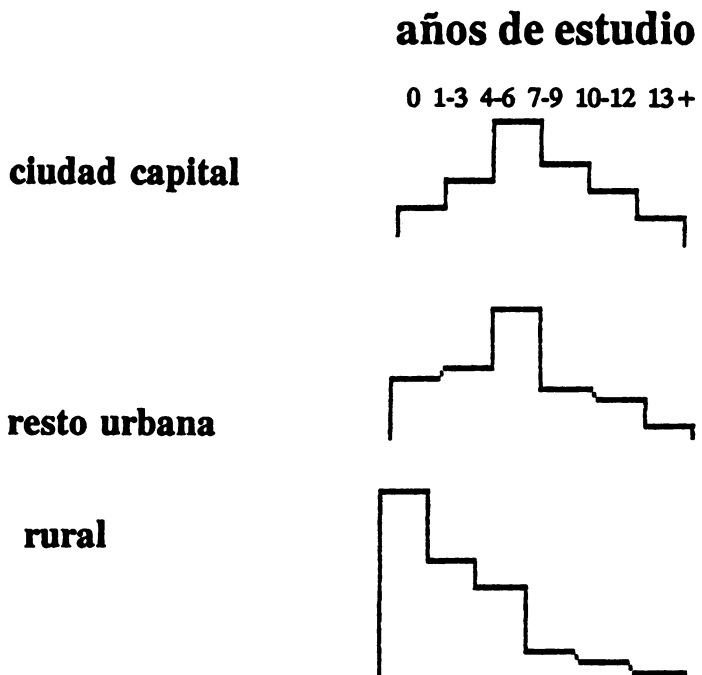 años de estudio
0 1-3 4-6 7-9 10-12 13+
ciudad capital
resto urbana
rural